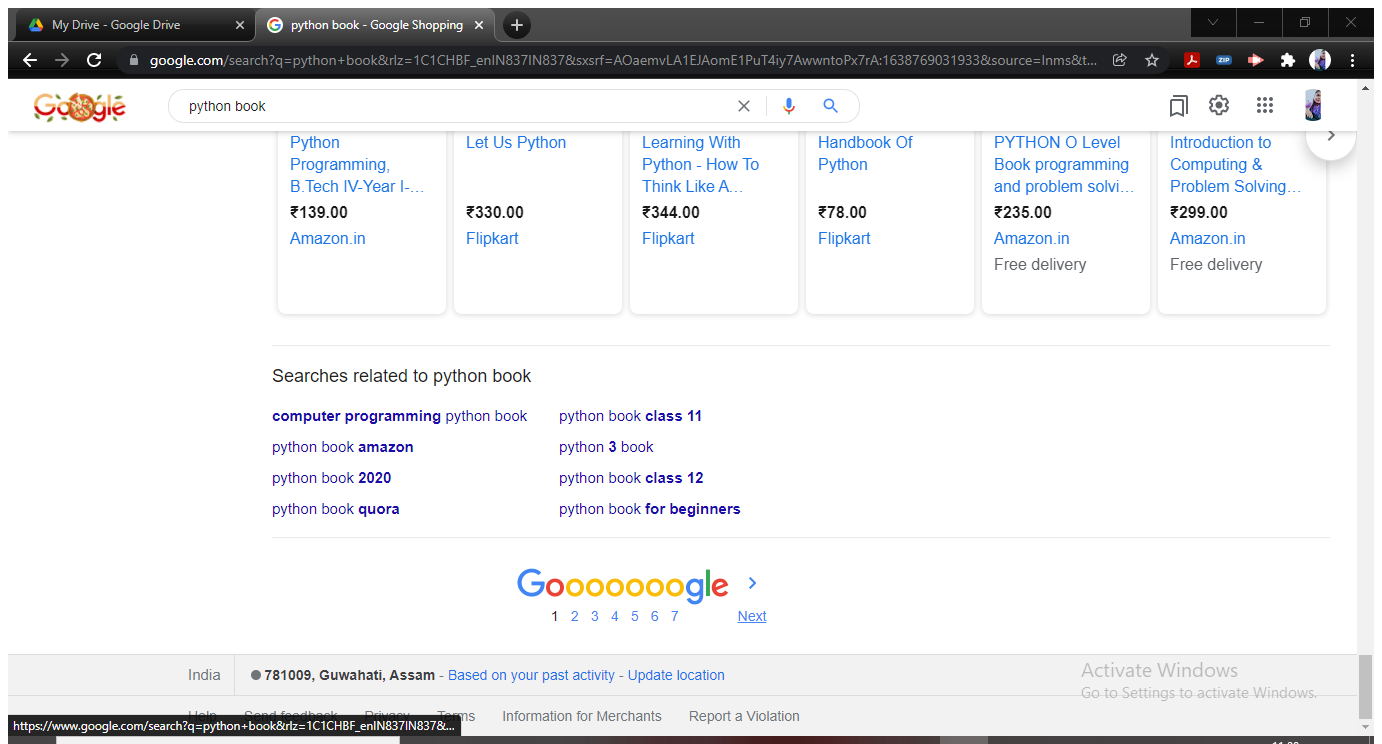 My Drive - Google Drive
python book - Google Shopping
google.com/search?q=python+book&rlz=1C1CHBF_enIN837IN837&sxsrf=AOaemvLA1EJAomE1PuT4iy7AwwntoPx7rA:1638769031933&source=lnms&t...
ZIP
Google
python book
Python
Programming,
B.Tech IV-Year I-...
₹139.00
Amazon.in
Let Us Python
₹330.00
Flipkart
Learning With
Python - How To
Think Like A...
₹344.00
Flipkart
Handbook Of
Python
₹78.00
Flipkart
PYTHON O Level
Book programming
and problem solvi...
₹235.00
Amazon.in
Free delivery
Introduction to
Computing &
Problem Solving...
₹299.00
Amazon.in
Free delivery
Searches related to python book
computer programming python book
python book amazon
python book 2020
python book quora
python book class 11
python 3 book
python book class 12
python book for beginners
Gooooooogle
1 2 3 4 5 6 7 Next
India
781009, Guwahati, Assam - Based on your past activity - Update location
Activate Windows
Go to Settings to activate Windows.
Help Send feedback Privacy Terms Information for Merchants Report a Violation
https://www.google.com/search?q=python+book&rlz=1C1CHBF_enIN837IN837&...